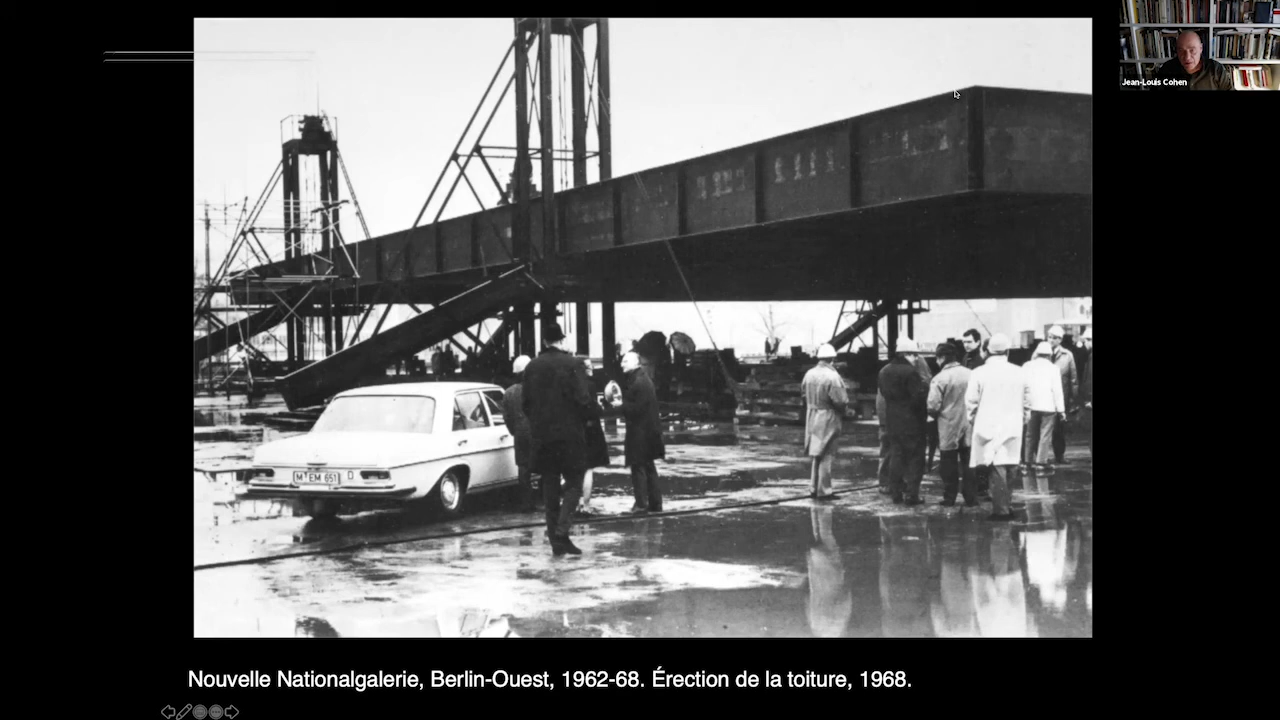 Jean-Louis Cohen
M EM 651
D
Nouvelle Nationalgalerie, Berlin-Ouest, 1962-68. Érection de la toiture, 1968.